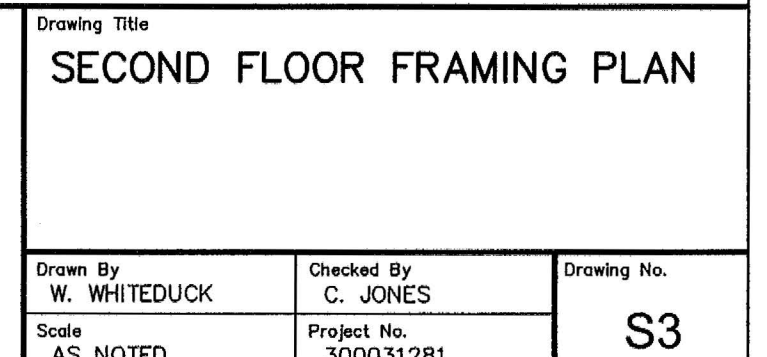 Drawing Title
SECOND FLOOR FRAMING PLAN
Drawn By
W. WHITEDUCK
Checked By
C. JONES
Drawing No.
S3
Scale
AS NOTED
Project No.
300031281